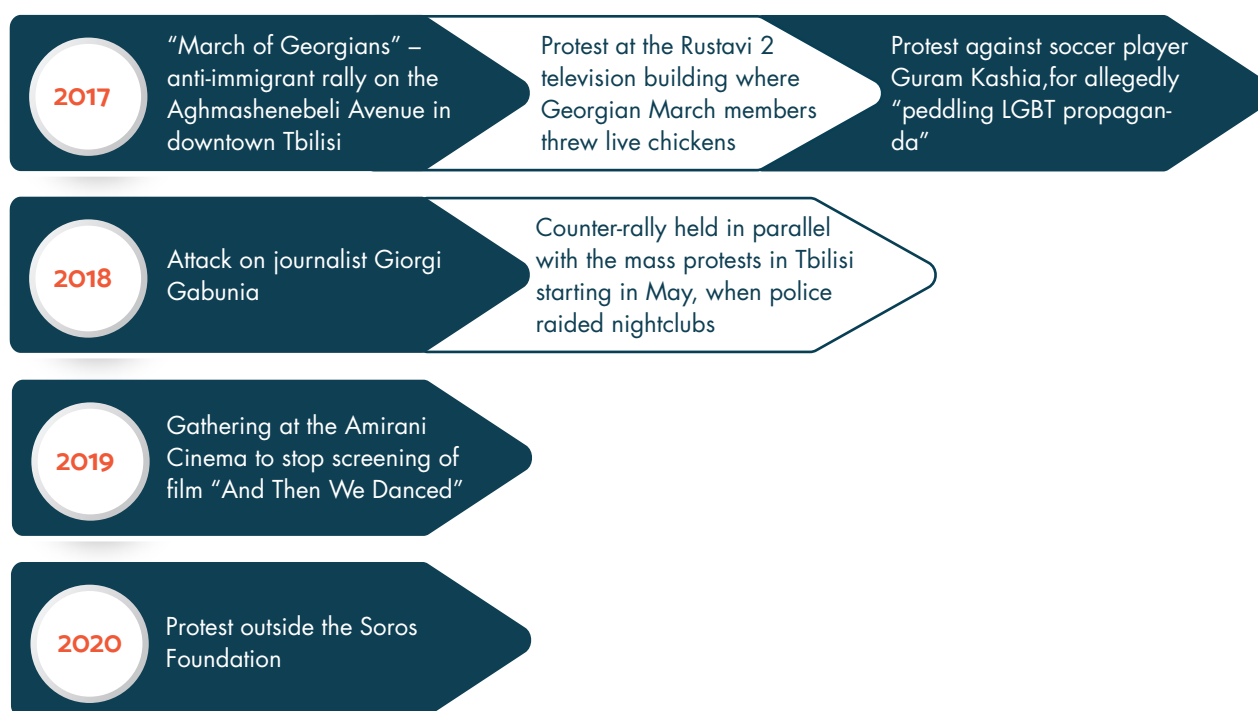 2017
“March of Georgians” –
anti-immigrant rally on the
Aghmashenebeli Avenue in
downtown Tbilisi
Protest at the Rustavi 2
television building where
Georgian March members
threw live chickens
Protest against soccer player
Guram Kashia,for allegedly
“peddling LGBT propagan-
da”
2018
Attack on journalist Giorgi
Gabunia
Counter-rally held in parallel
with the mass protests in Tbilisi
starting in May, when police
raided nightclubs
2019
Gathering at the Amirani
Cinema to stop screening of
film “And Then We Danced”
2020
Protest outside the Soros
Foundation